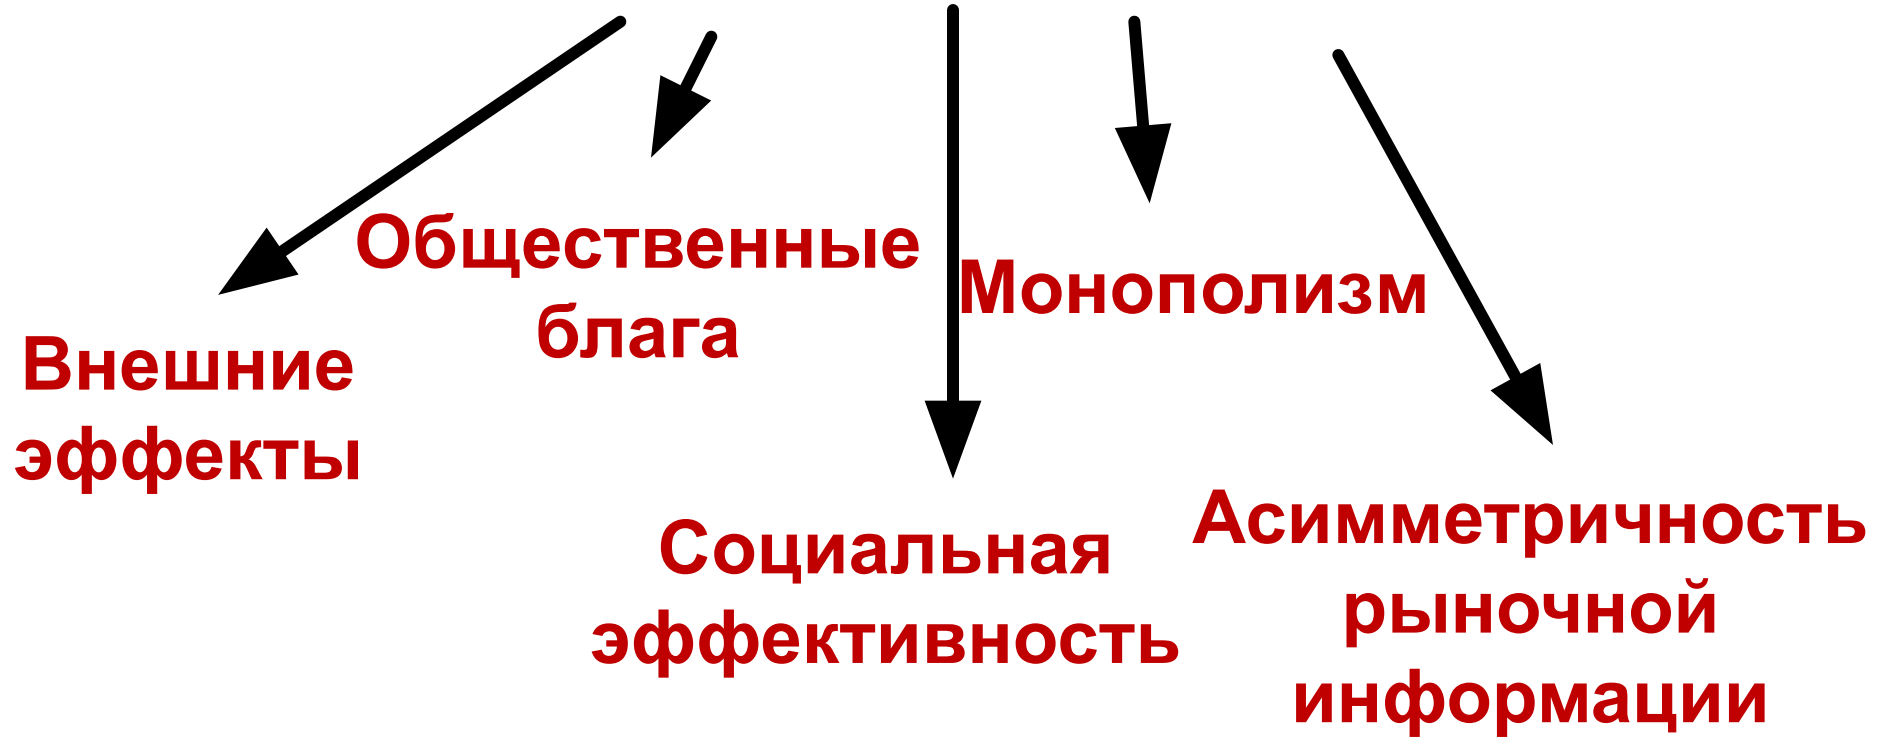 Внешние
эффекты
Общественные
блага
Социальная
эффективность
Монополизм
Асимметричность
рыночной
информации